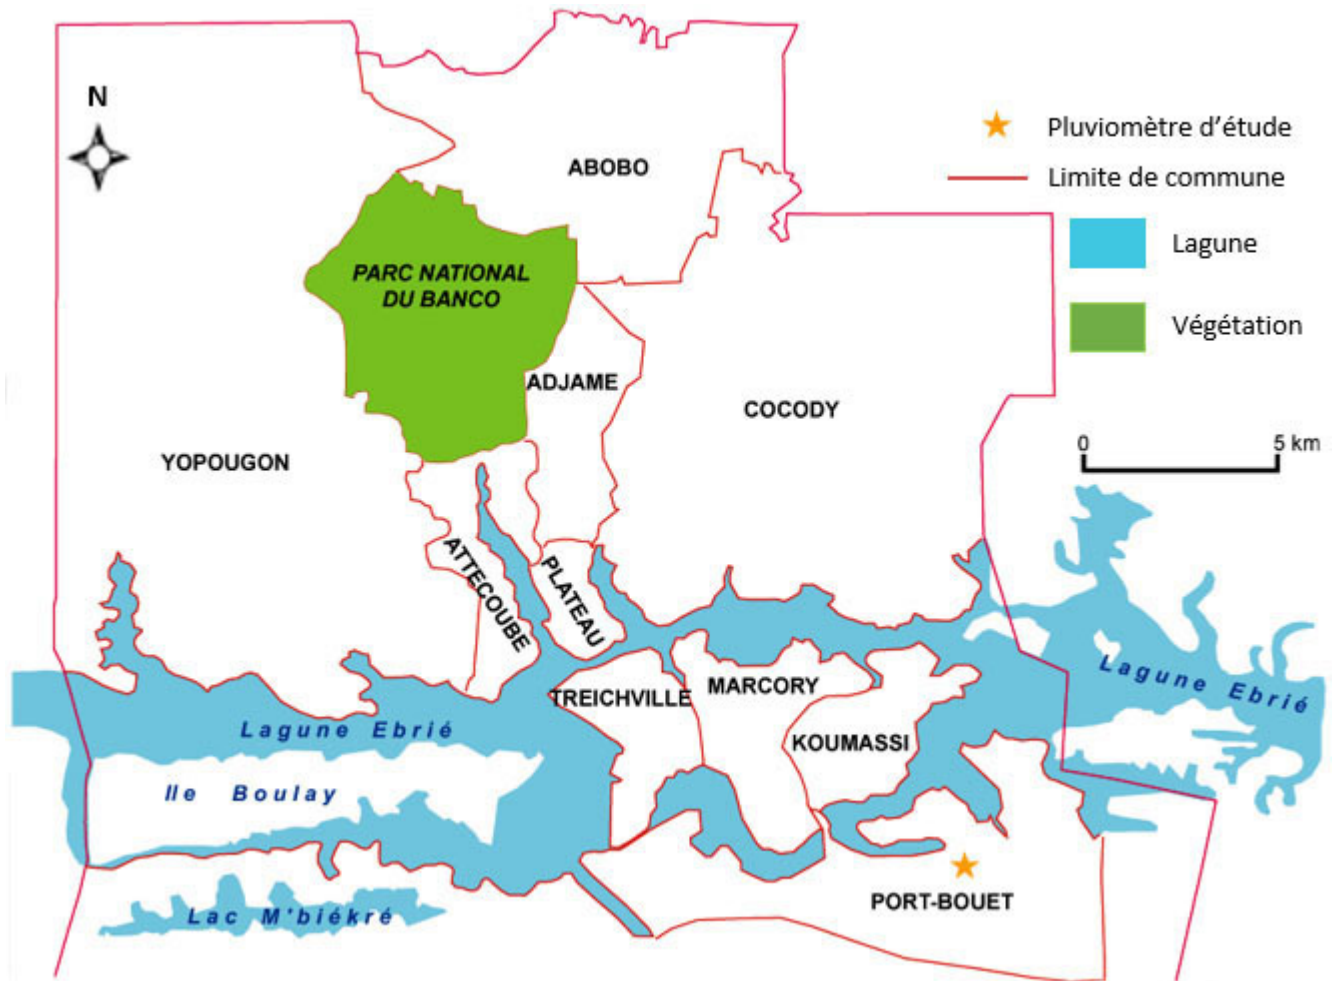 N
Pluviomètre d'étude
Limite de commune
Lagune
Végétation
0 5 km
ABOBO
PARC NATIONAL
DU BANCO
ADJAME
COCODY
YOPOUGON
ATTECOUBE
PLATEAU
TREICHVILLE
MARCORY
KOUMASSI
Lagune Ebrié
Lagune Ebrié
Ile Boulay
Lac M'biékré
PORT-BOUET